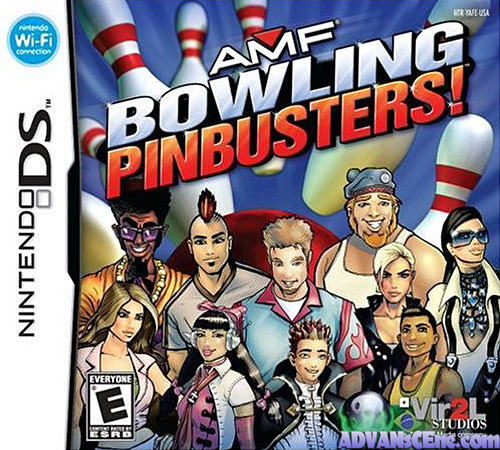 NTR-YAFE-USA
nintendo
Wi-Fi
connection
NINTENDO DS™
AMF
BOWLING
PINBUSTERS!
EVERYONE
E
CONTENT RATED BY
ESRB
Vir2L
STUDIOS
ADVANSCENE.COM